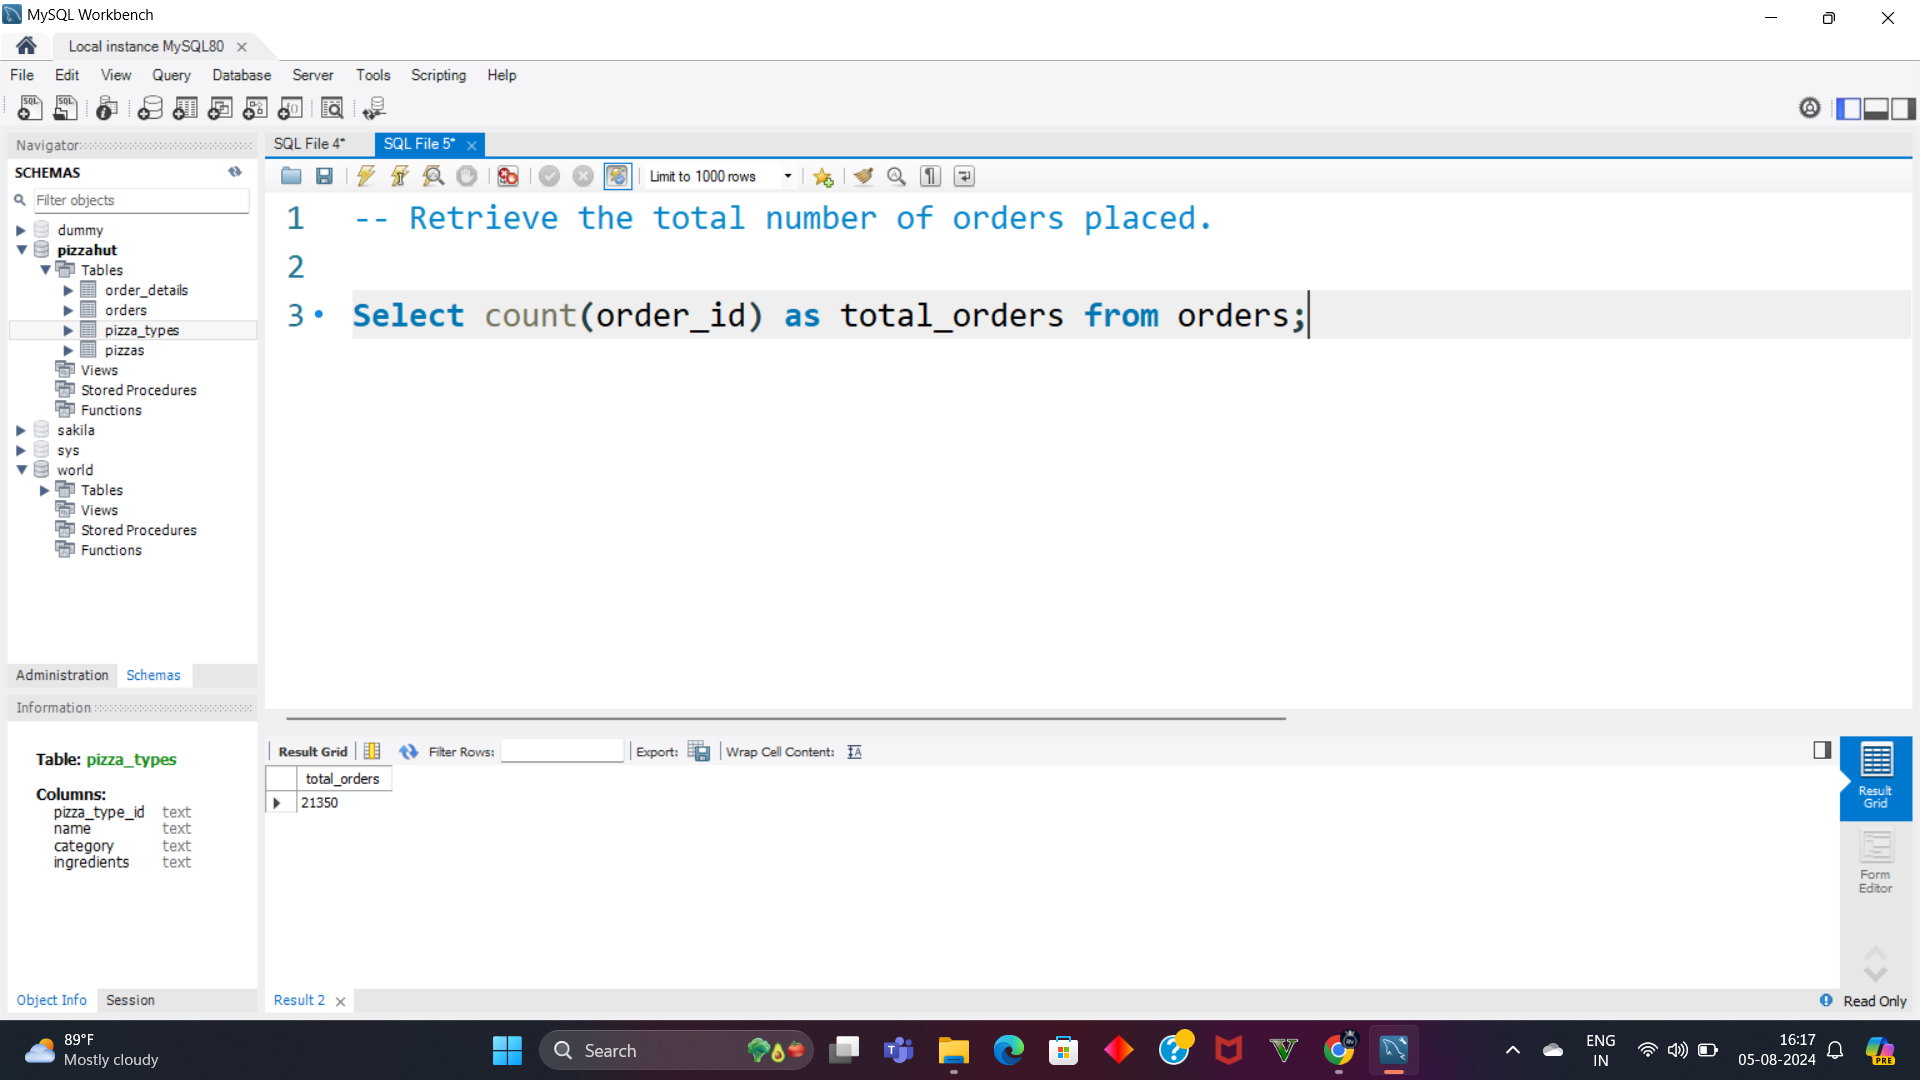 MySQL Workbench
Local instance MySQL80
File Edit View Query Database Server Tools Scripting Help
Navigator
SCHEMAS
Filter objects
dummy
pizzahut
Tables
order_details
orders
pizza_types
pizzas
Views
Stored Procedures
Functions
sakila
sys
world
Tables
Views
Stored Procedures
Functions
Administration Schemas
Information
Table: pizza_types
Columns:
pizza_type_id text
name text
category text
ingredients text
Object Info Session
SQL File 4* SQL File 5*
Limit to 1000 rows
1 -- Retrieve the total number of orders placed.
2
3 Select count(order_id) as total_orders from orders;
Result Grid Filter Rows: Export: Wrap Cell Content:
total_orders
21350
Result
Grid
Form
Editor
Result 2
Read Only
89°F
Mostly cloudy
Search
ENG
IN
16:17
05-08-2024
PRE